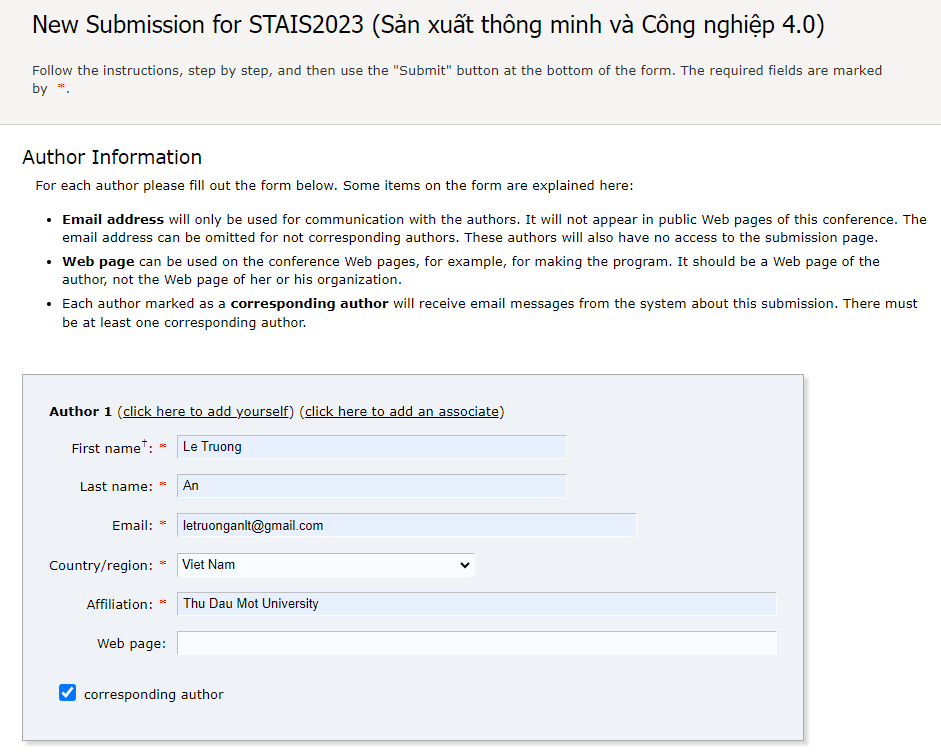 New Submission for STAIS2023 (Sản xuất thông minh và Công nghiệp 4.0)
Follow the instructions, step by step, and then use the "Submit" button at the bottom of the form. The required fields are marked
by *.
Author Information
For each author please fill out the form below. Some items on the form are explained here:
• Email address will only be used for communication with the authors. It will not appear in public Web pages of this conference. The
email address can be omitted for not corresponding authors. These authors will also have no access to the submission page.
• Web page can be used on the conference Web pages, for example, for making the program. It should be a Web page of the
author, not the Web page of her or his organization.
• Each author marked as a corresponding author will receive email messages from the system about this submission. There must
be at least one corresponding author.
Author 1 (click here to add yourself) (click here to add an associate)
First name†: * Le Truong
Last name: * An
Email: * letruonganlt@gmail.com
Country/region: * Viet Nam
Affiliation: * Thu Dau Mot University
Web page:
corresponding author